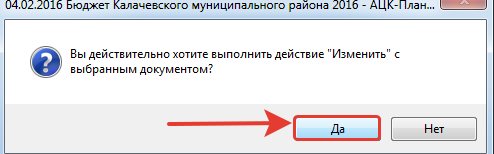 04.02.2016 Бюджет Калачевского муниципального района 2016 - АЦК-План...
Вы действительно хотите выполнить действие "Изменить" с
выбранным документом?
Да
Нет